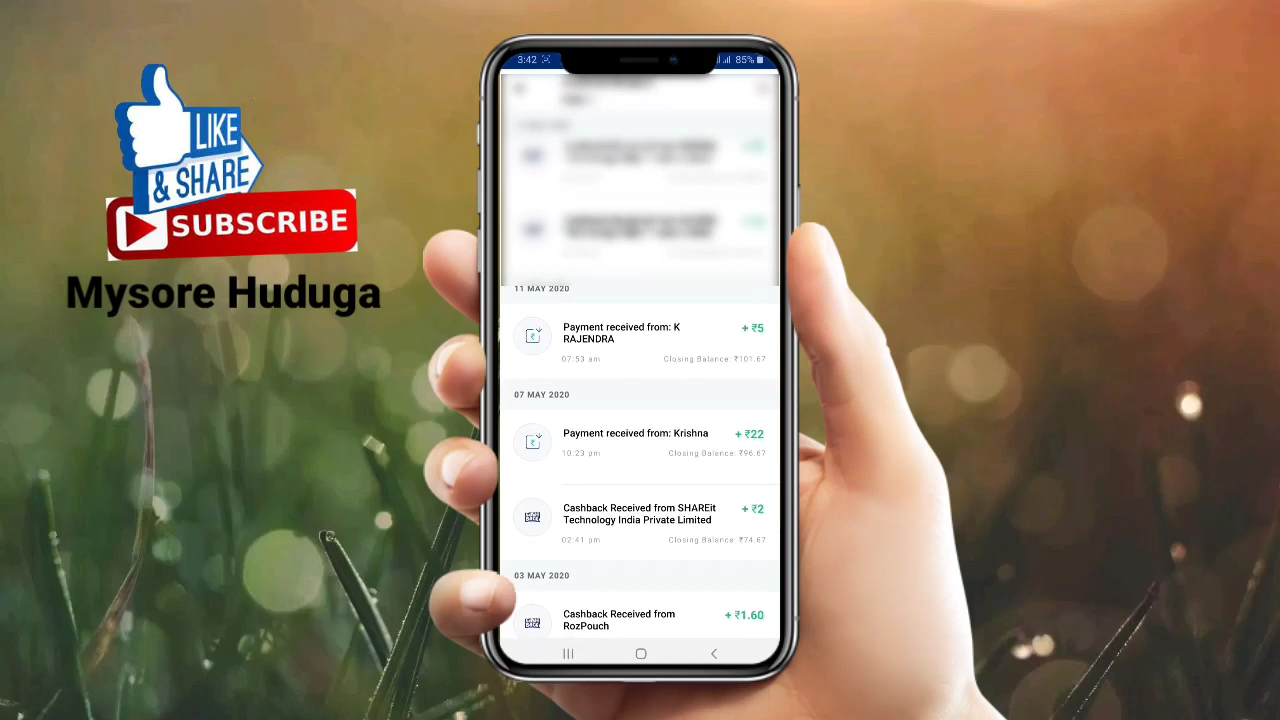 LIKE
& SHARE
SUBSCRIBE
Mysore Huduga
3:42
85%
11 MAY 2020
Payment received from: K
RAJENDRA
+ ₹5
07:53 am
Closing Balance: ₹101.67
07 MAY 2020
Payment received from: Krishna
+ ₹22
10:23 pm
Closing Balance: ₹96.67
Cashback Received from SHAREit
Technology India Private Limited
+ ₹2
02:41 pm
Closing Balance: ₹74.67
03 MAY 2020
Cashback Received from
RozPouch
+ ₹1.60